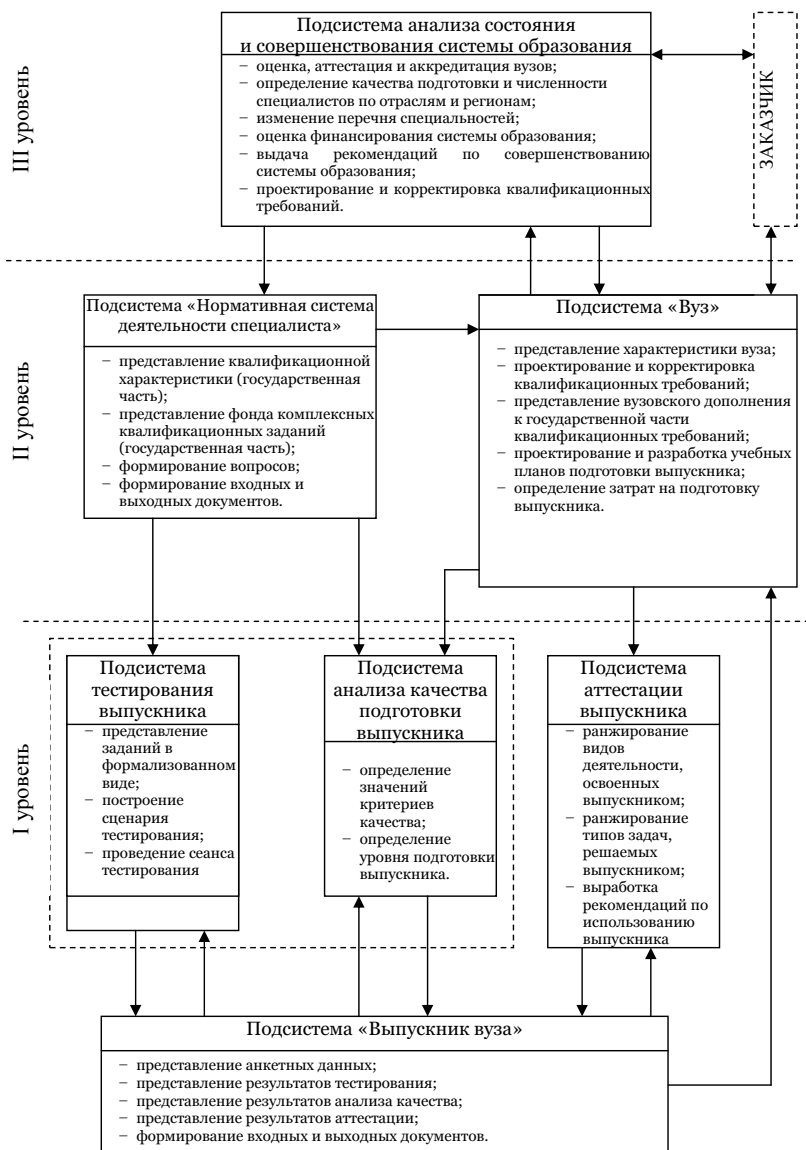 Подсистема анализа состояния
и совершенствования системы образования
− оценка, аттестация и аккредитация вузов;
− определение качества подготовки и численности
специалистов по отраслям и регионам;
− изменение перечня специальностей;
− оценка финансирования системы образования;
− выдача рекомендаций по совершенствованию
системы образования;
− проектирование и корректировка квалификационных
требований.
ЗАКАЗЧИК
III уровень
Подсистема «Нормативная система
деятельности специалиста»
− представление квалификационной
характеристики (государственная
часть);
− представление фонда комплексных
квалификационных заданий
(государственная часть);
− формирование вопросов;
− формирование входных и
выходных документов.
Подсистема «Вуз»
− представление характеристики вуза;
− проектирование и корректировка
квалификационных требований;
− представление вузовского дополнения
к государственной части
квалификационных требований;
− проектирование и разработка учебных
планов подготовки выпускника;
− определение затрат на подготовку
выпускника.
II уровень
Подсистема
тестирования
выпускника
− представление
заданий в
формализованном
виде;
− построение
сценария
тестирования;
− проведение сеанса
тестирования
Подсистема
анализа качества
подготовки
выпускника
− определение
значений
критериев
качества;
− определение
уровня подготовки
выпускника.
Подсистема
аттестации
выпускника
− ранжирование
видов
деятельности,
освоенных
выпускником;
− ранжирование
типов задач,
решаемых
выпускником;
− выработка
рекомендаций по
использованию
выпускника
I уровень
Подсистема «Выпускник вуза»
− представление анкетных данных;
− представление результатов тестирования;
− представление результатов анализа качества;
− представление результатов аттестации;
− формирование входных и выходных документов.